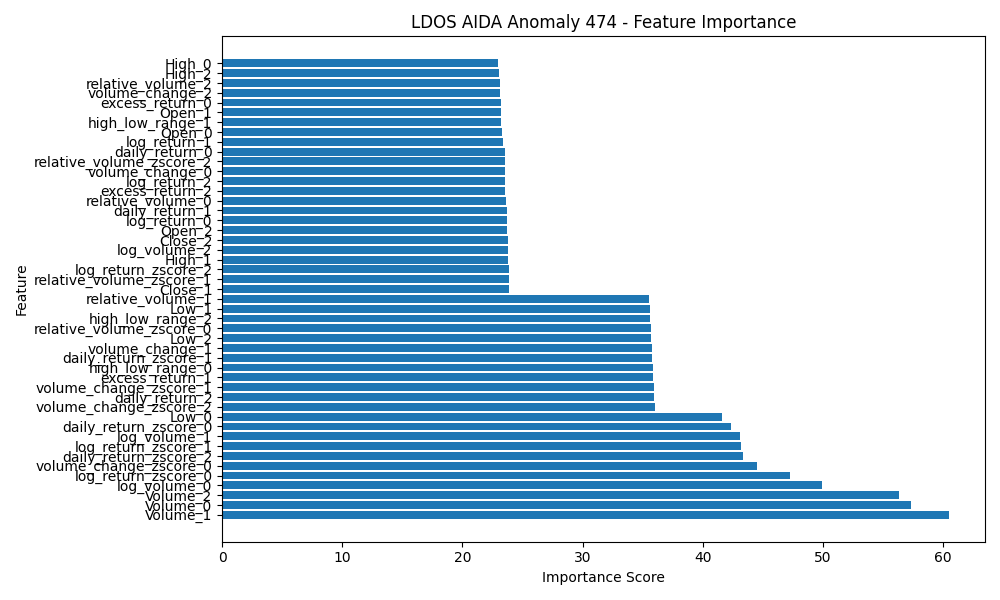 LDOS AIDA Anomaly 474 - Feature Importance
High_0
High_2
relative_volume_2
volume_change_2
excess_return_0
Open_1
high_low_range_1
Open_0
log_return_1
daily_return_0
relative_volume_zscore_2
volume_change_0
log_return_2
excess_return_2
relative_volume_0
daily_return_1
log_return_0
Open_2
Close_2
log_volume_2
High_1
log_return_zscore_2
relative_volume_zscore_1
Close_1
relative_volume_1
Low_1
high_low_range_2
relative_volume_zscore_0
Low_2
volume_change_1
daily_return_zscore_1
high_low_range_0
excess_return_1
volume_change_zscore_1
daily_return_2
volume_change_zscore_2
Low_0
daily_return_zscore_0
log_volume_1
log_return_zscore_1
daily_return_zscore_2
volume_change_zscore_0
log_return_zscore_0
log_volume_0
Volume_2
Volume_0
Volume_1
Feature
0 10 20 30 40 50 60
Importance Score